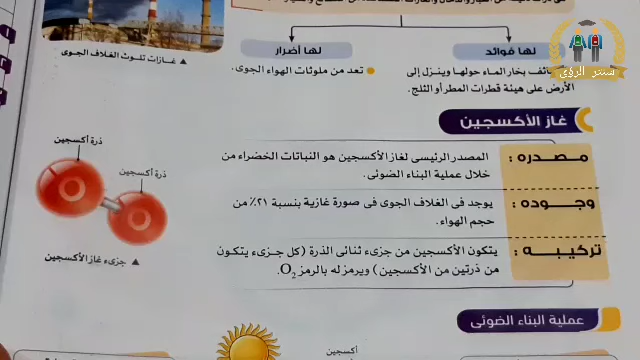 لها فوائد
لها أضرار
بخار الماء حولها وينزل إلى
الأرض على هيئة قطرات المطر أو الثلج.
تعد من ملوثات الهواء الجوى.
▲ غازات تلوث الغلاف الجوى
سنتر الرؤى
غاز الأكسجين
مصدره :
المصدر الرئيسى لغاز الأكسجين هو النباتات الخضراء من
خلال عملية البناء الضوئى.
وجوده :
يوجد فى الغلاف الجوى فى صورة غازية بنسبة ٢١٪ من
حجم الهواء.
تركيبه :
يتكون الأكسجين من جزىء ثنائى الذرة (كل جزىء يتكون
من ذرتين من الأكسجين) ويرمز له بالرمز O2.
ذرة أكسجين
ذرة أكسجين
▲ جزىء غاز الأكسجين
عملية البناء الضوئى
أكسجين